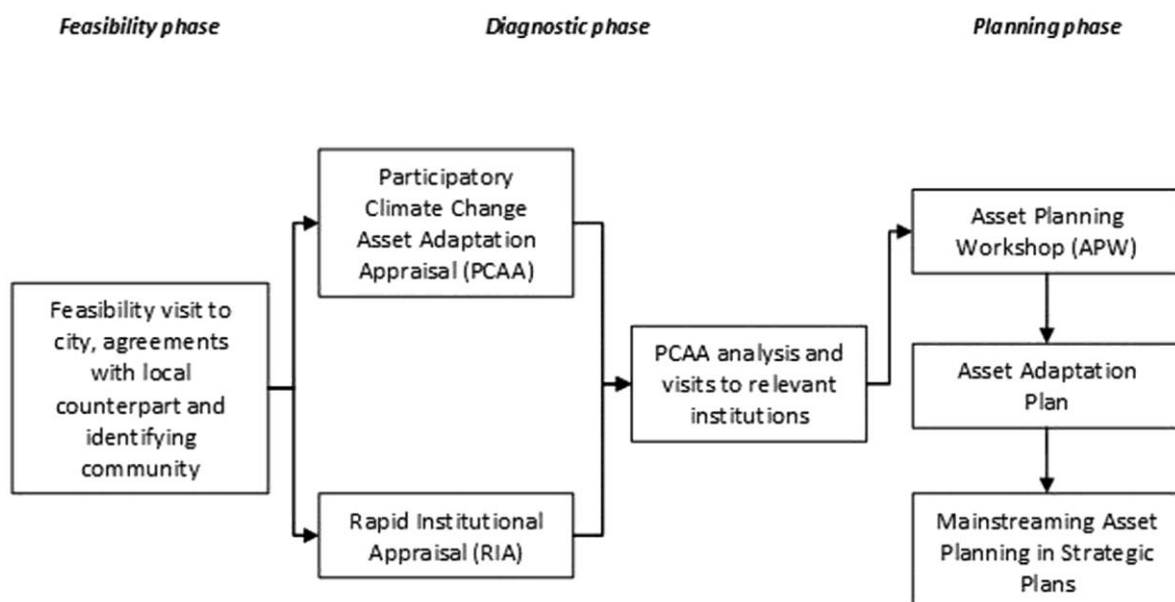 Feasibility phase
Diagnostic phase
Planning phase
Feasibility visit to
city, agreements
with local
counterpart and
identifying
community
Participatory
Climate Change
Asset Adaptation
Appraisal (PCAA)
Rapid Institutional
Appraisal (RIA)
PCAA analysis and
visits to relevant
institutions
Asset Planning
Workshop (APW)
Asset Adaptation
Plan
Mainstreaming Asset
Planning in Strategic
Plans